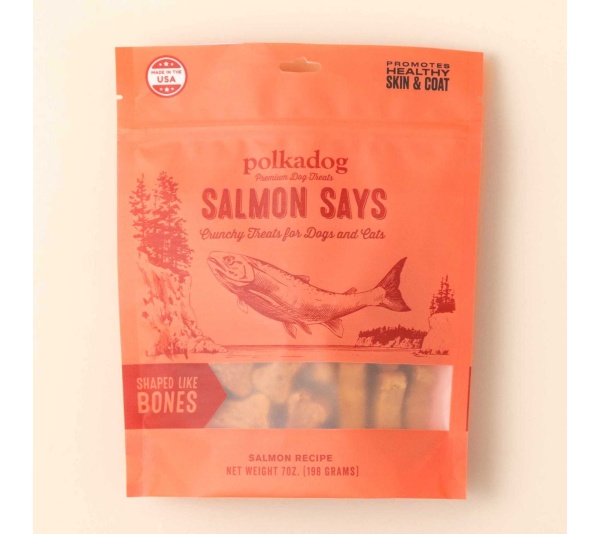 MADE IN THE
USA
PROMOTES
HEALTHY
SKIN & COAT
polkadog
Premium Dog Treats
SALMON SAYS
Crunchy Treats for Dogs and Cats
SHAPED LIKE
BONES
SALMON RECIPE
NET WEIGHT 7OZ. (198 GRAMS)